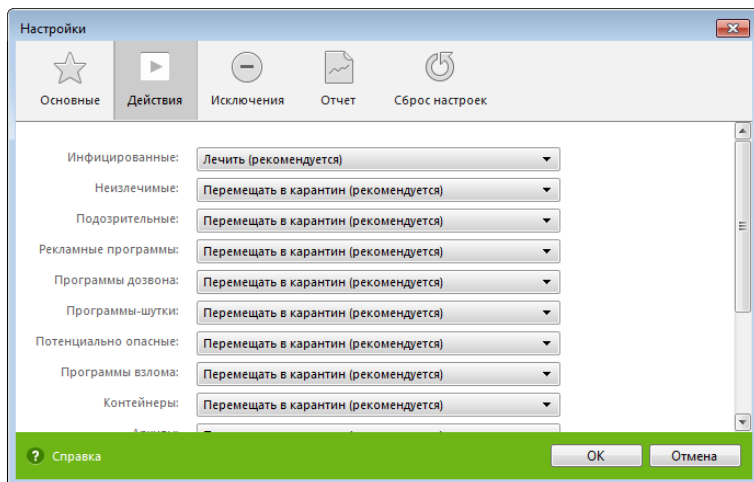 Настройки
Основные Действия Исключения Отчет Сброс настроек
Инфицированные: Лечить (рекомендуется)
Неизлечимые: Перемещать в карантин (рекомендуется)
Подозрительные: Перемещать в карантин (рекомендуется)
Рекламные программы: Перемещать в карантин (рекомендуется)
Программы дозвона: Перемещать в карантин (рекомендуется)
Программы-шутки: Перемещать в карантин (рекомендуется)
Потенциально опасные: Перемещать в карантин (рекомендуется)
Программы взлома: Перемещать в карантин (рекомендуется)
Контейнеры: Перемещать в карантин (рекомендуется)
? Справка OK Отмена